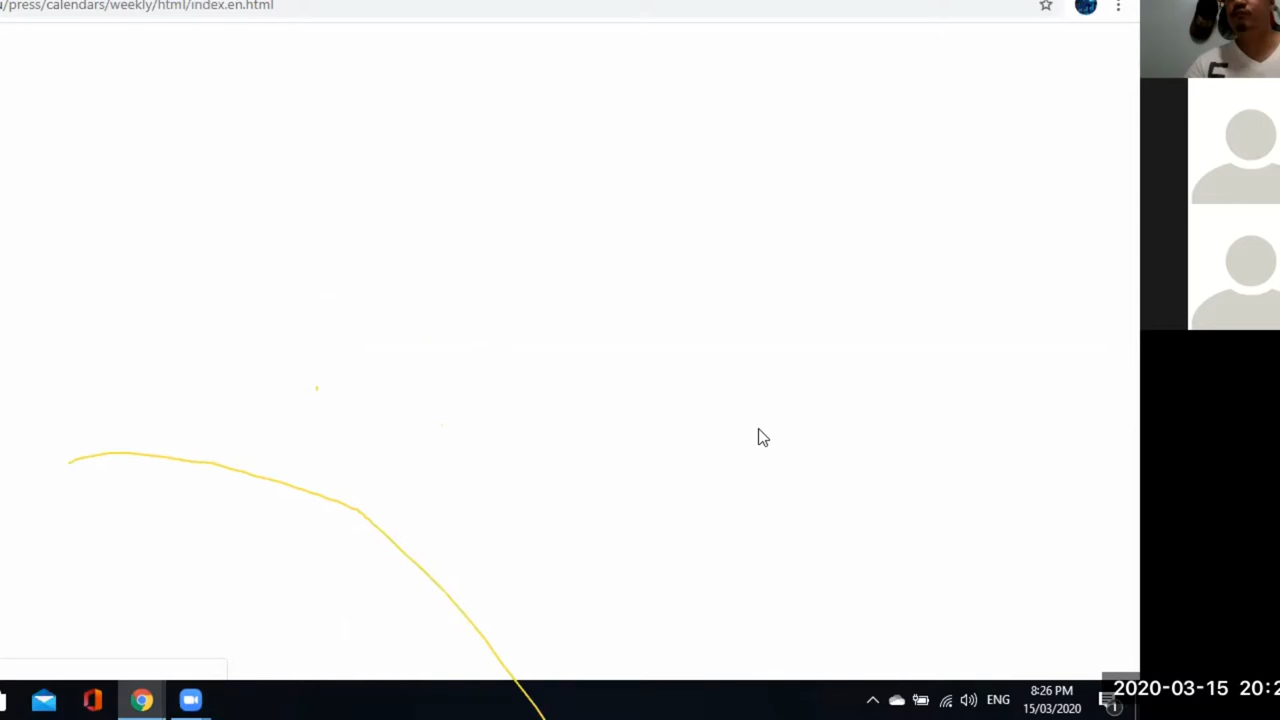 u/press/calendars/weekly/html/index.en.html
E
ENG
8:26 PM
15/03/2020
1
2020-03-15 20:2